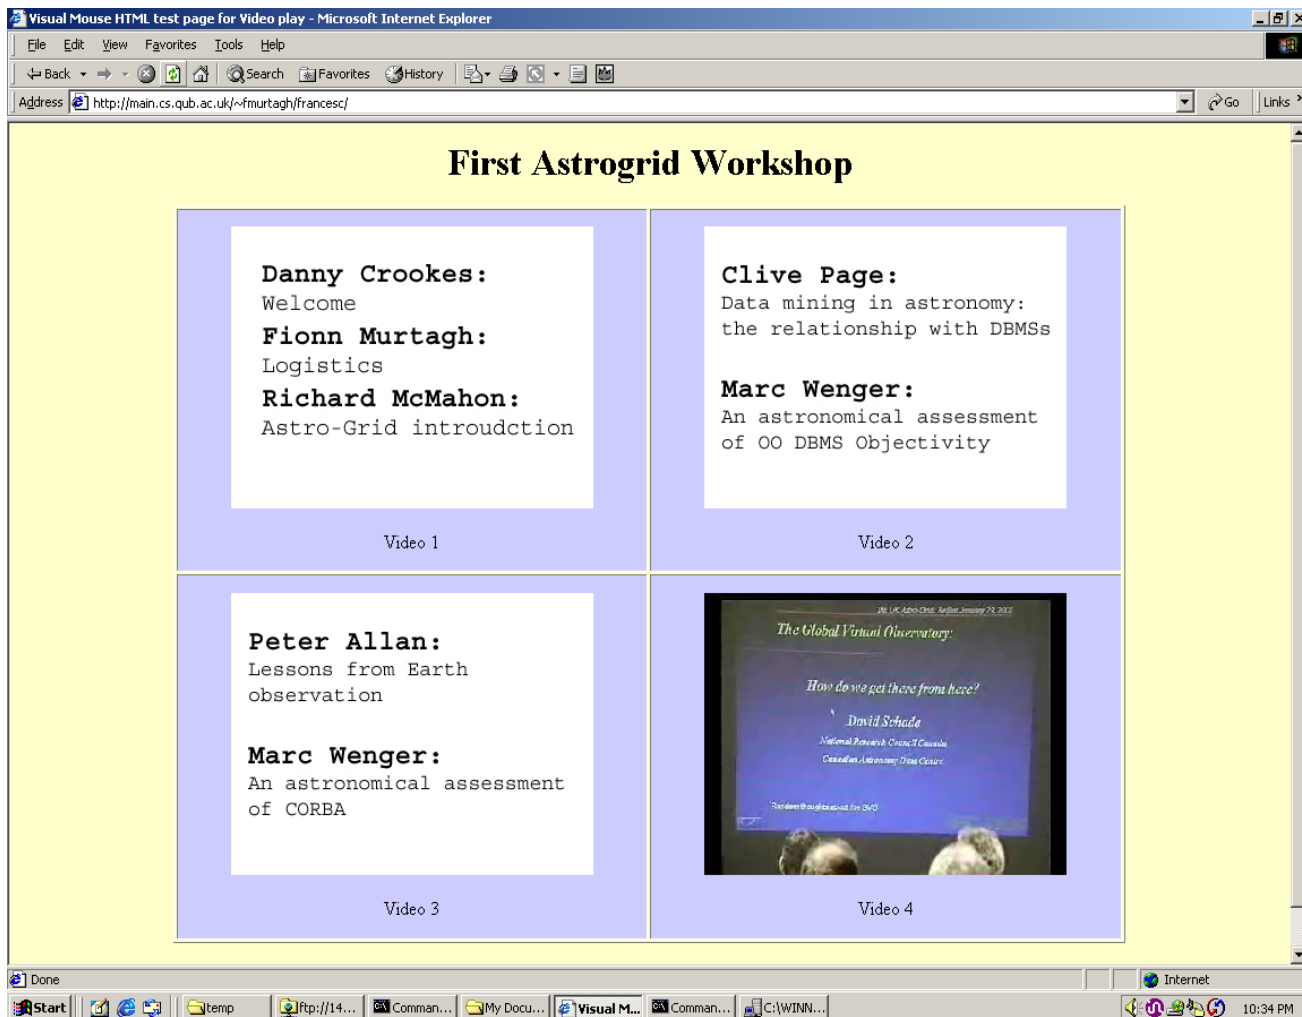 Visual Mouse HTML test page for Video play - Microsoft Internet Explorer
File Edit View Favorites Tools Help
Back Search Favorites History
Address http://main.cs.qub.ac.uk/~fmurtagh/francesc/ Go Links
First Astrogrid Workshop
Danny Crookes:
Welcome
Fionn Murtagh:
Logistics
Richard McMahon:
Astro-Grid introudction
Video 1
Clive Page:
Data mining in astronomy:
the relationship with DBMSs
Marc Wenger:
An astronomical assessment
of OO DBMS Objectivity
Video 2
Peter Allan:
Lessons from Earth
observation
Marc Wenger:
An astronomical assessment
of CORBA
Video 3
The Global Virtual Observatory:
How do we get there from here?
David Schade
National Research Council Canada
Canadian Astronomy Data Centre
Random thoughts about the GVO
Video 4
Done Internet
Start temp ftp://14... Comman... My Docu... Visual M... Comman... C:\WINN... 10:34 PM